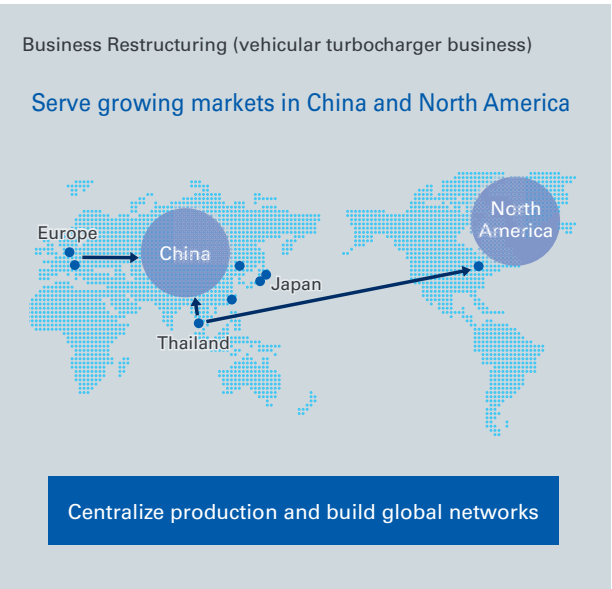 Business Restructuring (vehicular turbocharger business)
Serve growing markets in China and North America
Europe
China
North
America
Japan
Thailand
Centralize production and build global networks